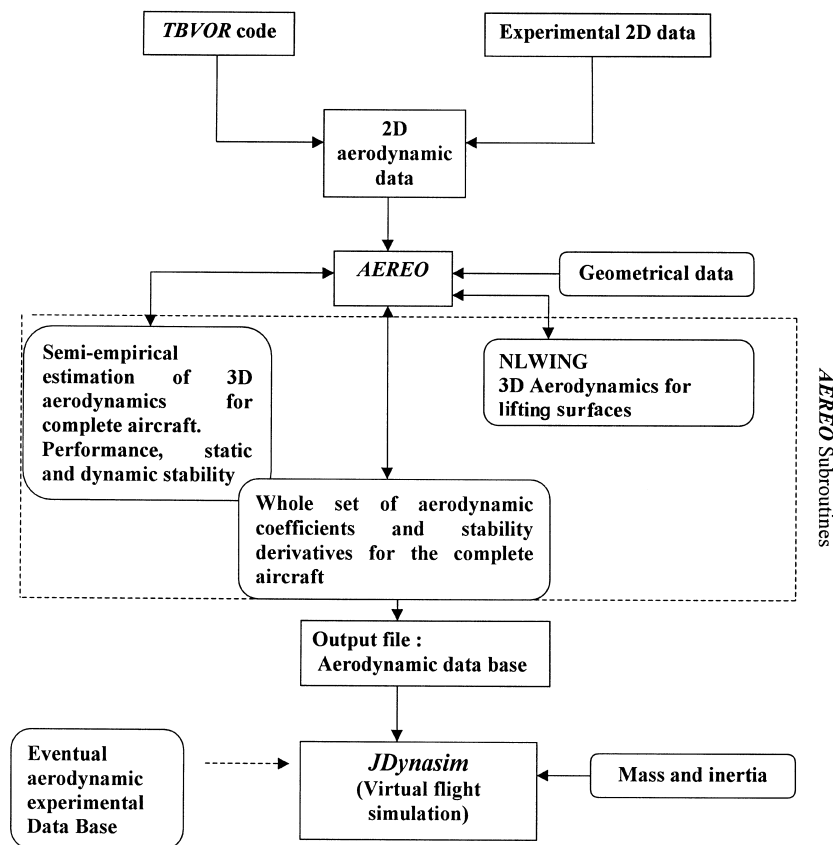 TBVOR code
Experimental 2D data
2D
aerodynamic
data
AEREO
Geometrical data
Semi-empirical
estimation of 3D
aerodynamics for
complete aircraft.
Performance, static
and dynamic stability
NLWING
3D Aerodynamics for
lifting surfaces
AEREO Subroutines
Whole set of aerodynamic
coefficients and stability
derivatives for the complete
aircraft
Output file :
Aerodynamic data base
Eventual
aerodynamic
experimental
Data Base
JDynasim
(Virtual flight
simulation)
Mass and inertia